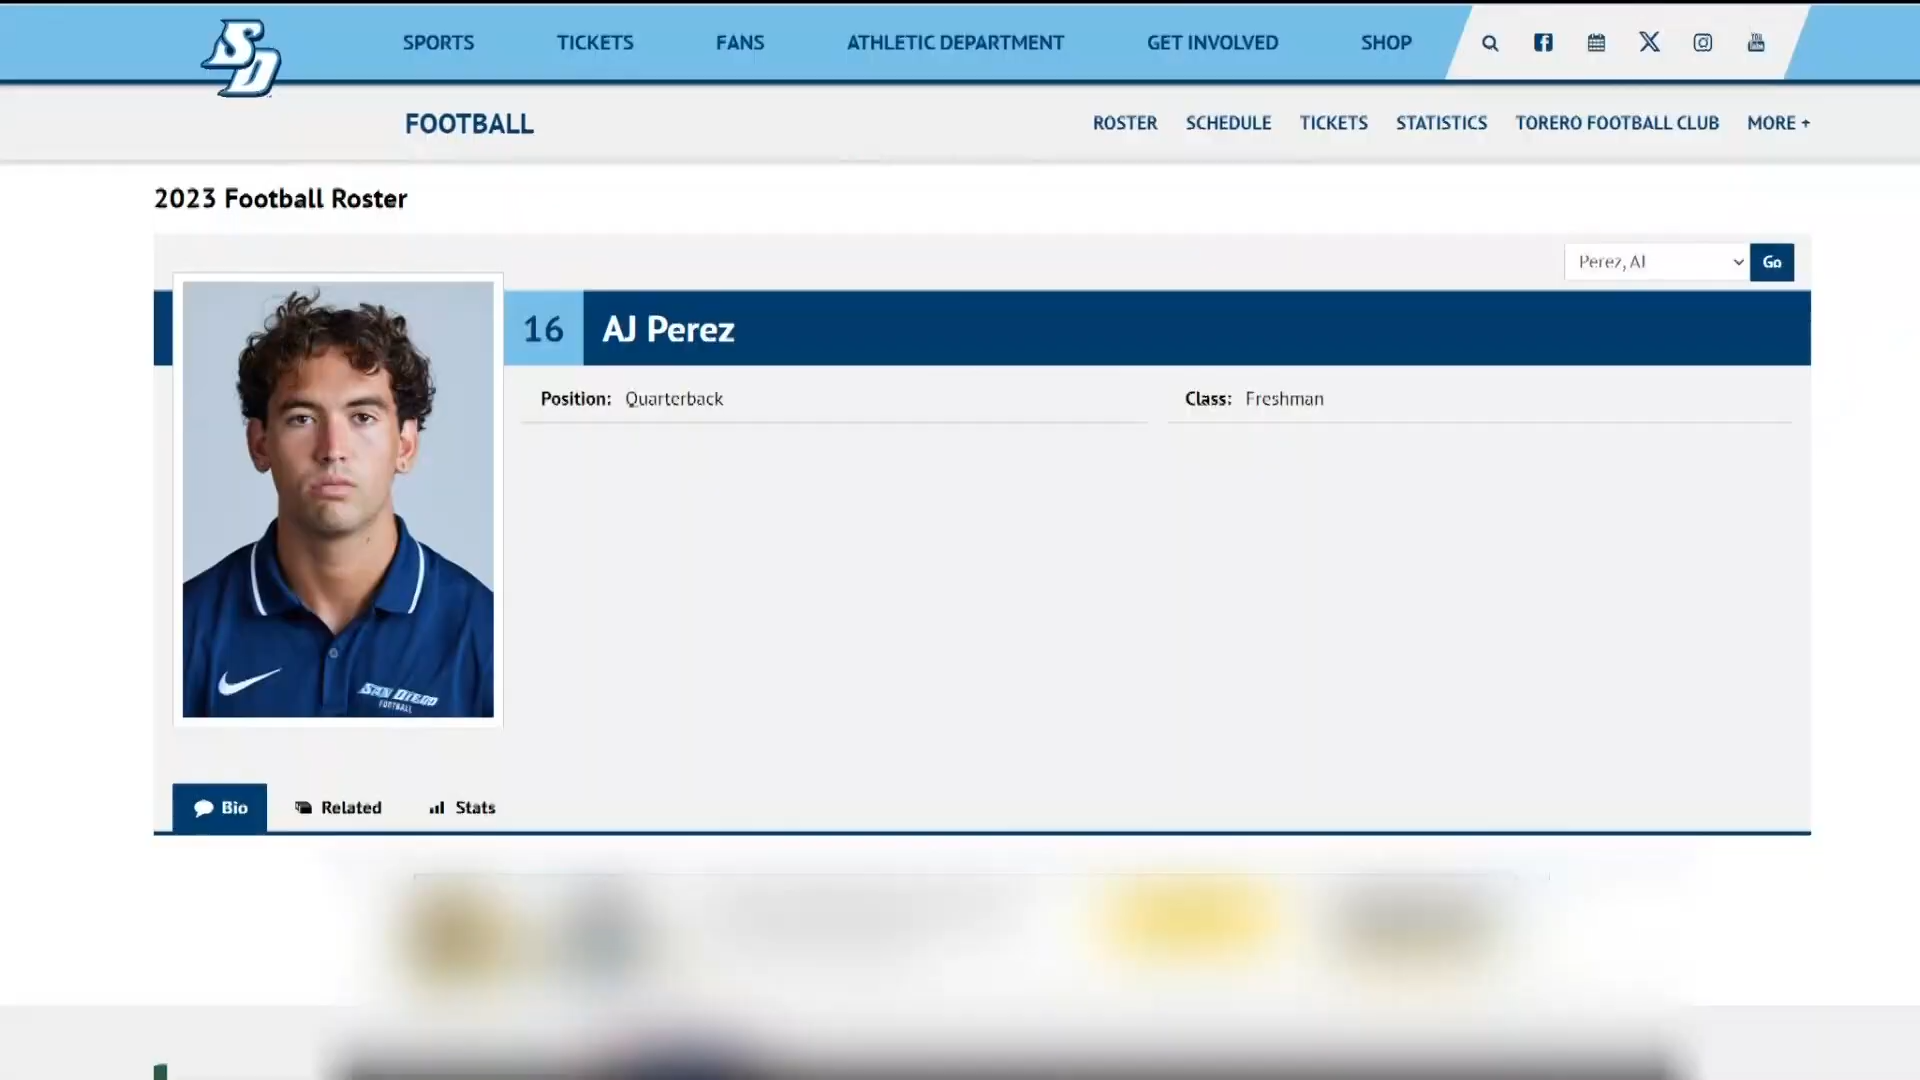 SD
SPORTS TICKETS FANS ATHLETIC DEPARTMENT GET INVOLVED SHOP
YOU
FOOTBALL
ROSTER SCHEDULE TICKETS STATISTICS TORERO FOOTBALL CLUB MORE +
2023 Football Roster
Perez, AJ Go
16 AJ Perez
Position: Quarterback Class: Freshman
SAN DIEGO
FOOTBALL
Bio Related Stats